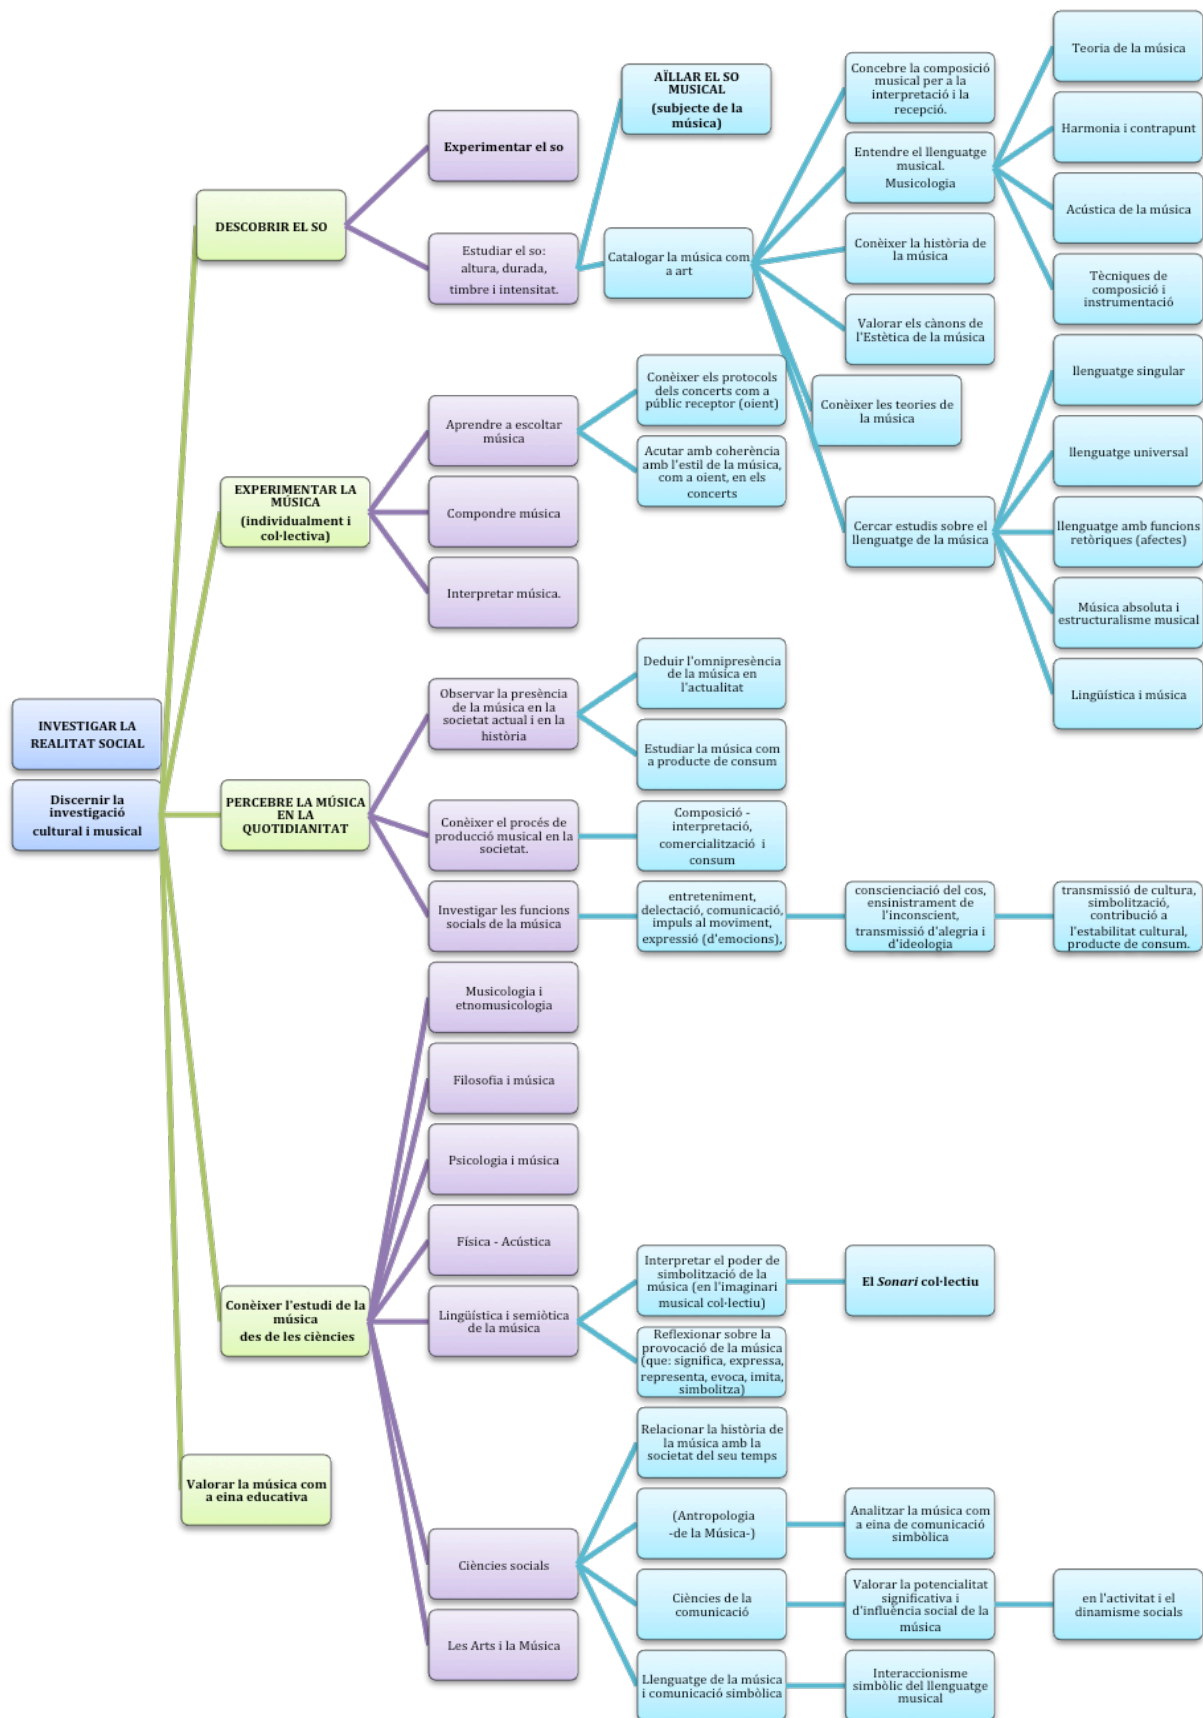 INVESTIGAR LA
REALITAT SOCIAL
Discernir la
investigació
cultural i musical
DESCOBRIR EL SO
Experimentar el so
Estudiar el so:
altura, durada,
timbre i intensitat.
AÏLLAR EL SO
MUSICAL
(subjecte de la
música)
Catalogar la música com
a art
Concebre la composició
musical per a la
interpretació i la
recepció.
Entendre el llenguatge
musical.
Musicologia
Teoria de la música
Harmonia i contrapunt
Acústica de la música
Tècniques de
composició i
instrumentació
Conèixer la història de
la música
Valorar els cànons de
l'Estètica de la música
Conèixer les teories de
la música
Cercar estudis sobre el
llenguatge de la música
llenguatge singular
llenguatge universal
llenguatge amb funcions
retòriques (afectes)
Música absoluta i
estructuralisme musical
Lingüística i música
EXPERIMENTAR LA
MÚSICA
(individualment i
col·lectiva)
Aprendre a escoltar
música
Conèixer els protocols
dels concerts com a
públic receptor (oient)
Acutar amb coherència
amb l'estil de la música,
com a oient, en els
concerts
Compondre música
Interpretar música.
PERCEBRE LA MÚSICA
EN LA
QUOTIDIANITAT
Observar la presència
de la música en la
societat actual i en la
història
Deduir l'omnipresència
de la música en
l'actualitat
Estudiar la música com
a producte de consum
Conèixer el procés de
producció musical en la
societat.
Composició -
interpretació,
comercialització i
consum
Investigar les funcions
socials de la música
entreteniment,
delectació, comunicació,
impuls al moviment,
expressió (d'emocions),
conscienciació del cos,
ensinistrament de
l'inconscient,
transmissió d'alegria i
d'ideologia
transmissió de cultura,
simbolització,
contribució a
l'estabilitat cultural,
producte de consum.
Conèixer l'estudi de la
música
des de les ciències
Musicologia i
etnomusicologia
Filosofia i música
Psicologia i música
Física - Acústica
Lingüística i semiòtica
de la música
Interpretar el poder de
simbolització de la
música (en l'imaginari
musical col·lectiu)
El Sonari col·lectiu
Reflexionar sobre la
provocació de la música
(que: significa, expressa,
representa, evoca, imita,
simbolitza)
Ciències socials
Relacionar la història de
la música amb la
societat del seu temps
(Antropologia
-de la Música-)
Analitzar la música com
a eina de comunicació
simbòlica
Ciències de la
comunicació
Valorar la potencialitat
significativa i
d'influència social de la
música
en l'activitat i el
dinamisme socials
Llenguatge de la música
i comunicació simbòlica
Interaccionisme
simbòlic del llenguatge
musical
Les Arts i la Música
Valorar la música com
a eina educativa